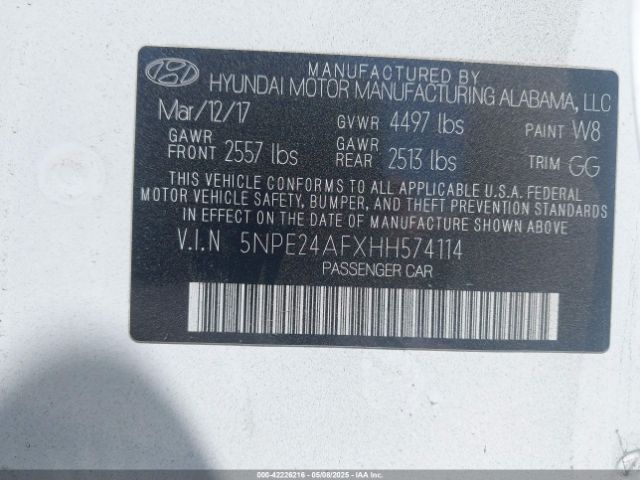 MANUFACTURED BY
HYUNDAI MOTOR MANUFACTURING ALABAMA, LLC
Mar/12/17 GVWR 4497 lbs PAINT W8
GAWR FRONT 2557 lbs GAWR REAR 2513 lbs TRIM GG
THIS VEHICLE CONFORMS TO ALL APPLICABLE U.S.A. FEDERAL
MOTOR VEHICLE SAFETY, BUMPER, AND THEFT PREVENTION STANDARDS
IN EFFECT ON THE DATE OF MANUFACTURE SHOWN ABOVE
V.I.N 5NPE24AFXHH574114
PASSENGER CAR
000-42226216 - 05/08/2025 - IAA, Inc.